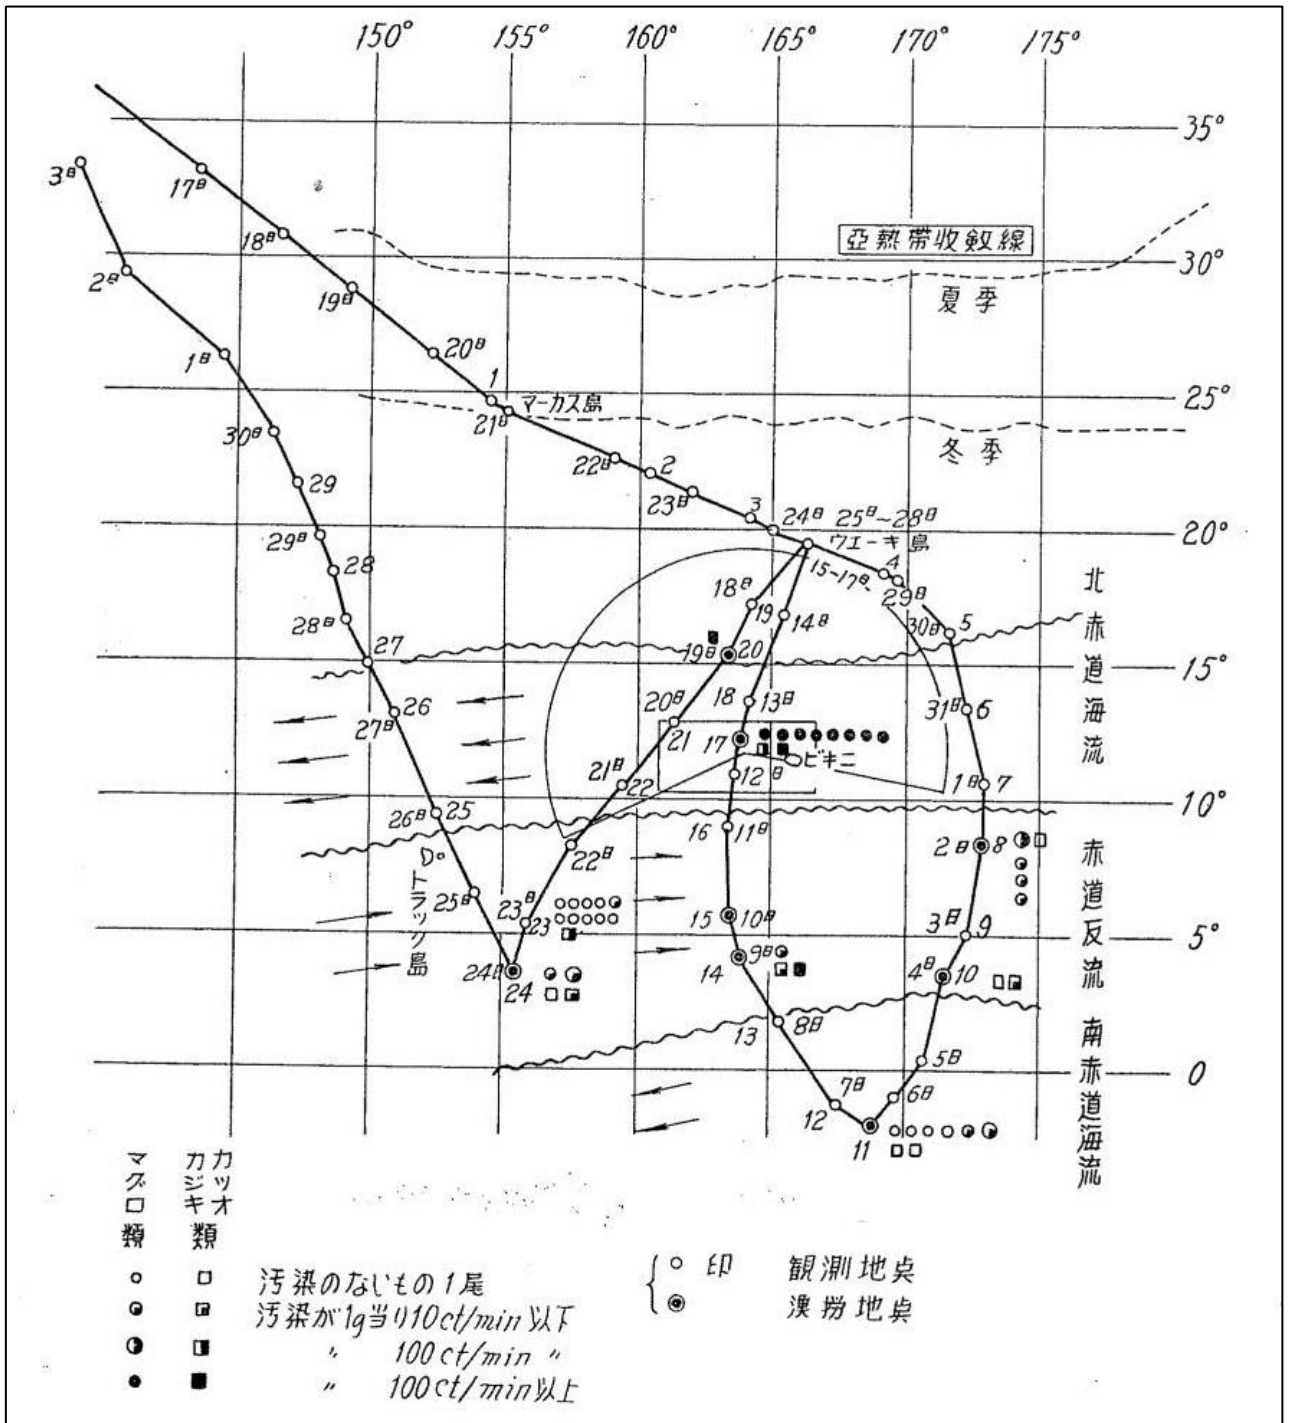 150° 155° 160° 165° 170° 175°
35°
3日
17日
18日
亞熱帯收斂線
30°
2日
19日
夏季
1日
20日
1
マーカス島
25°
21日
30日
22日
2
冬季
23日
29
3
24日
25日~28日
20°
29日
ウエーキ島
28
15-17日
4
29日
18日
19
14日
30日
5
28日
19日
20
27
15°
26
27日
20日
21
18
13日
31日
6
17
ビキニ
21日
22
12日
1日
7
10°
26日
25
16
11日
22日
2日
8
トラック島
25日
23日
23
15
10日
3日
9
5°
24日
24
14
9日
4日
10
13
8日
5日
0
7日
6日
12
11
北赤道海流
赤道反流
南赤道海流
マグロ類
カジキ類
カツオ
汚染のないもの1尾
汚染が1g当り10ct/min以下
〃 100ct/min 〃
〃 100ct/min以上
印 観測地点
漁撈地点